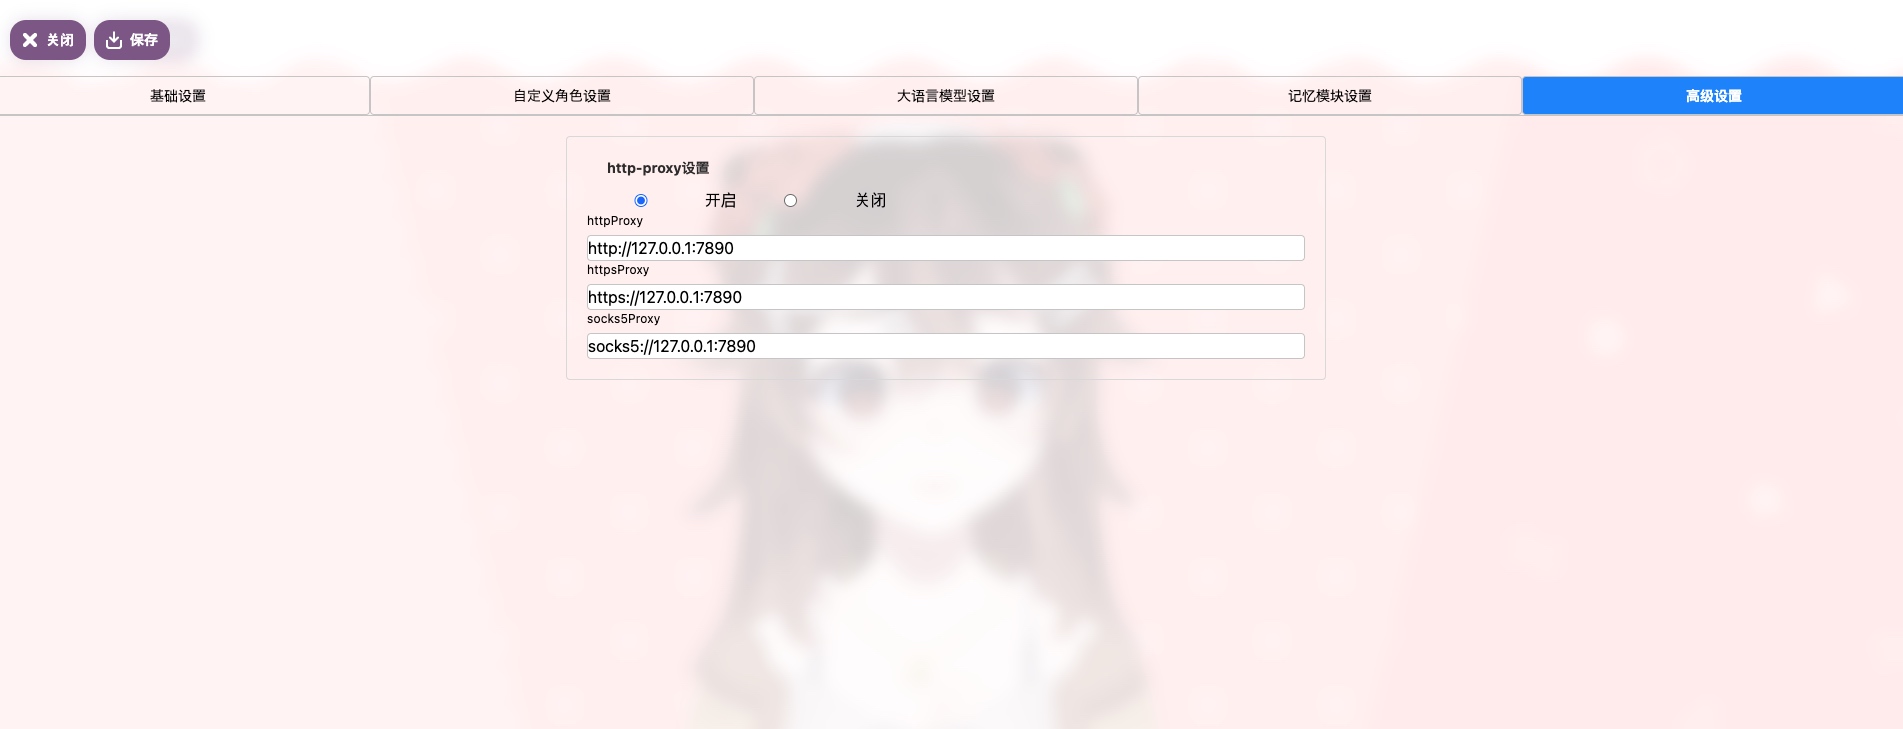 关闭
保存
基础设置
自定义角色设置
大语言模型设置
记忆模块设置
高级设置
http-proxy设置
开启
关闭
httpProxy
http://127.0.0.1:7890
httpsProxy
https://127.0.0.1:7890
socks5Proxy
socks5://127.0.0.1:7890